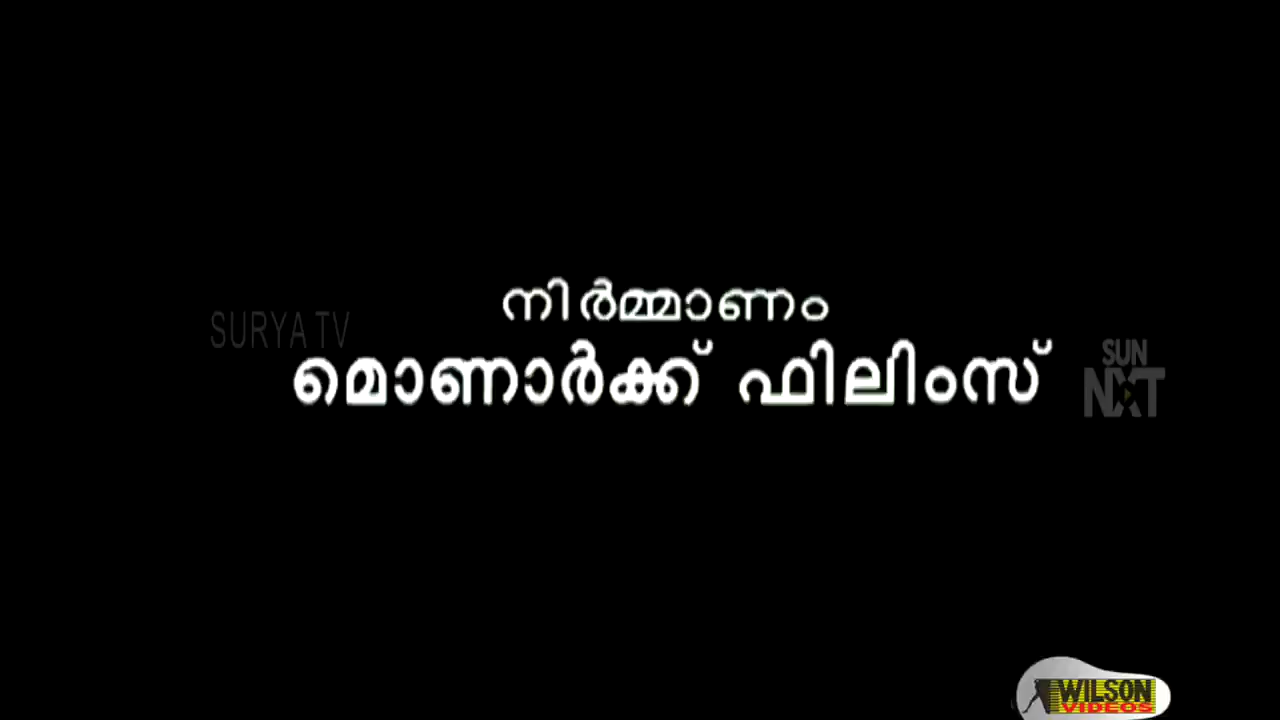 നിർമ്മാണം
SURYA TV
മൊണാർക്ക് ഫിലിംസ്
SUN
NXT
WILSON
VIDEOS